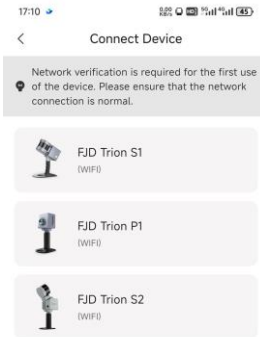 17:10
Connect Device
Network verification is required for the first use
of the device. Please ensure that the network
connection is normal.
FJD Trion S1
(WIFI)
FJD Trion P1
(WIFI)
FJD Trion S2
(WIFI)